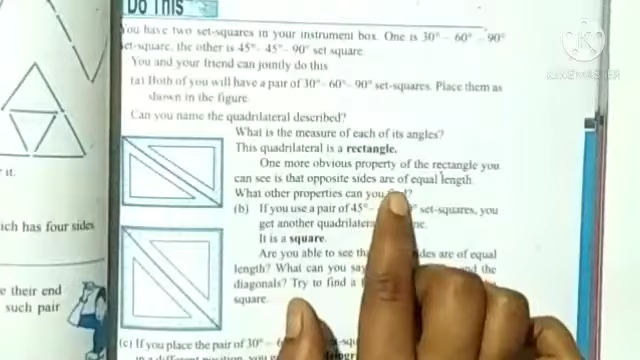 Do This
You have two set-squares in your instrument box. One is 30° – 60° – 90°
set-square, the other is 45°– 45°– 90° set square.
You and your friend can jointly do this.
(a) Both of you will have a pair of 30°– 60°– 90° set-squares. Place them as
shown in the figure.
Can you name the quadrilateral described?
What is the measure of each of its angles?
This quadrilateral is a rectangle.
One more obvious property of the rectangle you
can see is that opposite sides are of equal length.
What other properties can you
(b) If you use a pair of 45°– set-squares, you
get another quadrilateral
It is a square.
Are you able to see of equal
length? What can you say and the
diagonals? Try to find a
square.
(c) If you place the pair of 30° –
in a different position, you
it.
ich has four sides
e their end
such pair
KINEMASTER